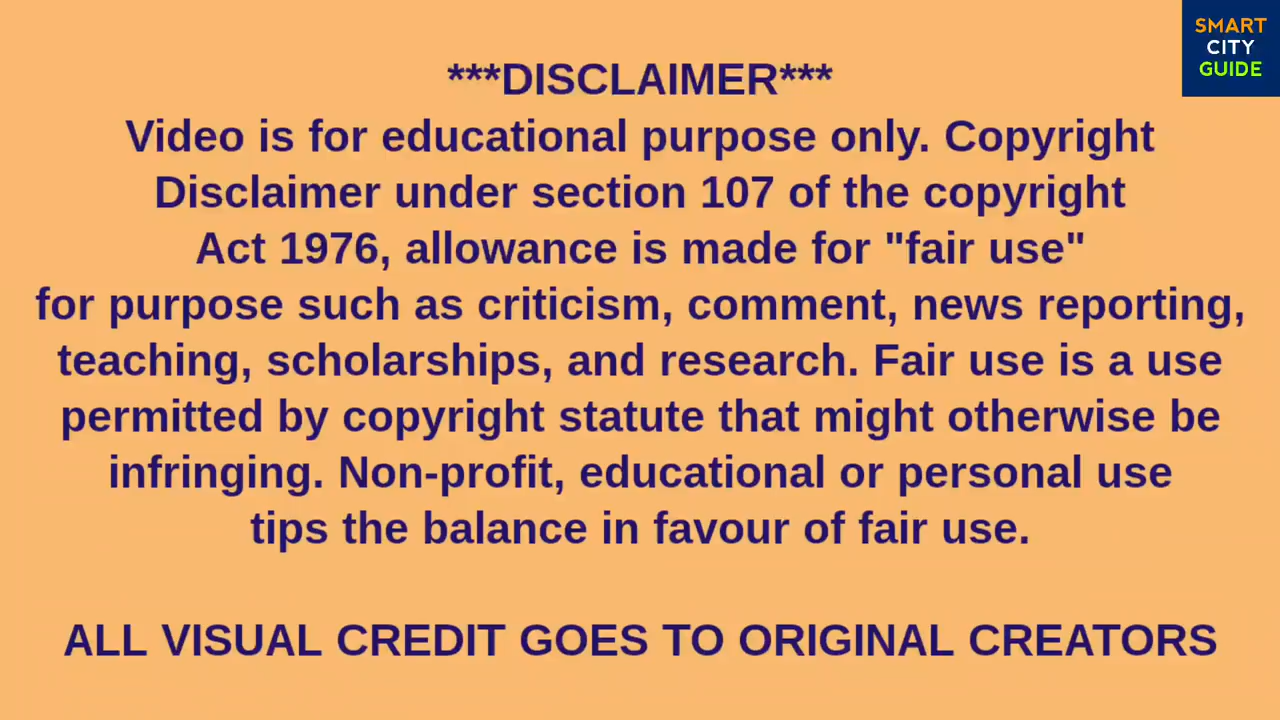 SMART
CITY
GUIDE
***DISCLAIMER***
Video is for educational purpose only. Copyright
Disclaimer under section 107 of the copyright
Act 1976, allowance is made for "fair use"
for purpose such as criticism, comment, news reporting,
teaching, scholarships, and research. Fair use is a use
permitted by copyright statute that might otherwise be
infringing. Non-profit, educational or personal use
tips the balance in favour of fair use.
ALL VISUAL CREDIT GOES TO ORIGINAL CREATORS